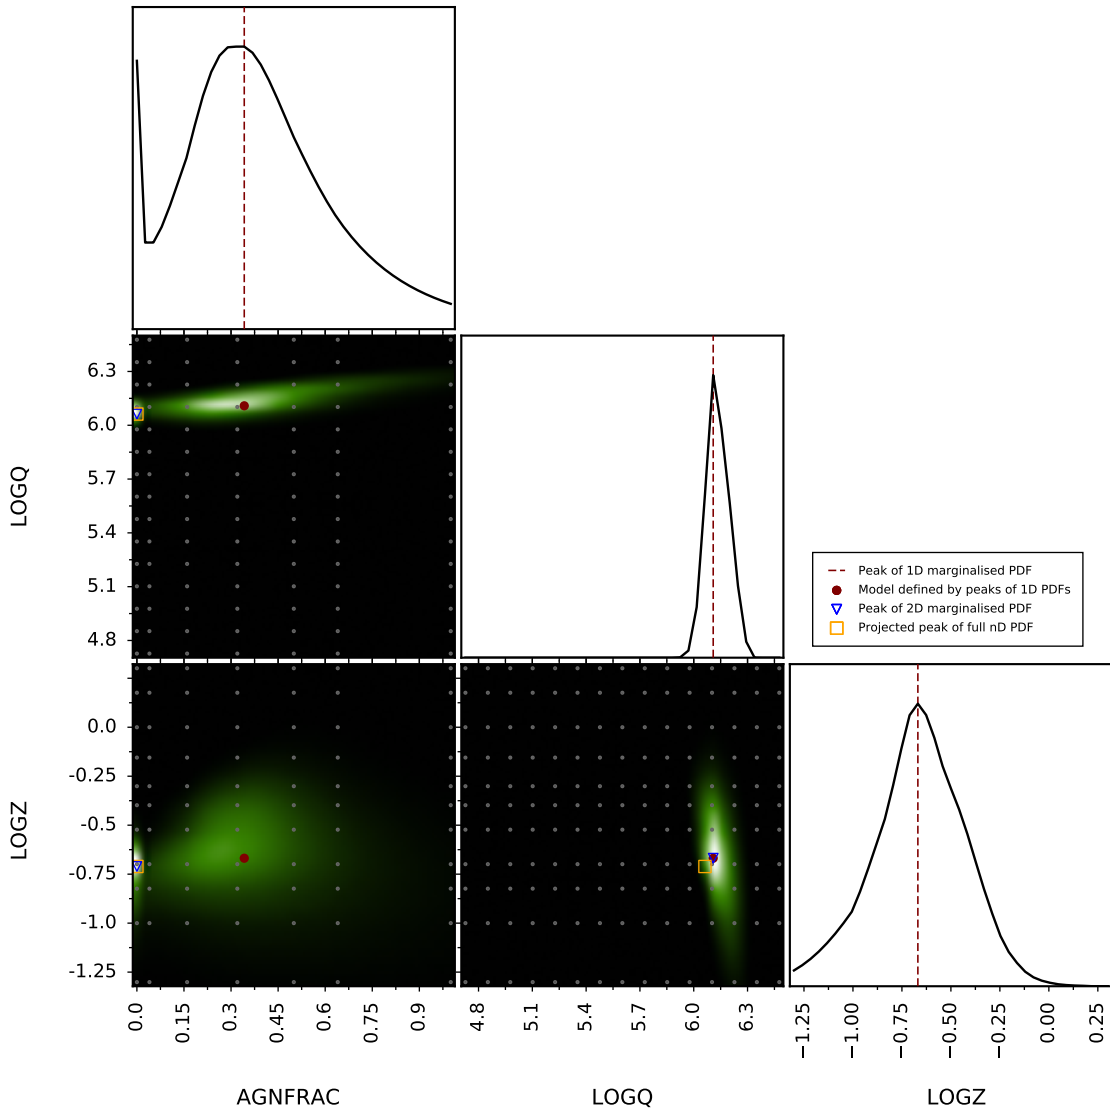 LOGQ
6.3
6.0
5.7
5.4
5.1
4.8
Peak of 1D marginalised PDF
Model defined by peaks of 1D PDFs
Peak of 2D marginalised PDF
Projected peak of full nD PDF
LOGZ
0.0
-0.25
-0.5
-0.75
-1.0
-1.25
0.0 0.15 0.3 0.45 0.6 0.75 0.9
4.8 5.1 5.4 5.7 6.0 6.3
−1.25 −1.00 −0.75 −0.50 −0.25 0.00 0.25
AGNFRAC LOGQ LOGZ